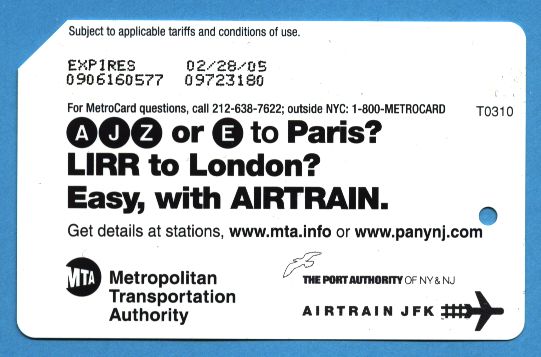 Subject to applicable tariffs and conditions of use.
EXPIRES 02/28/05
0906160577 09723180
For MetroCard questions, call 212-638-7622; outside NYC: 1-800-METROCARD T0310
A J Z or E to Paris?
LIRR to London?
Easy, with AIRTRAIN.
Get details at stations, www.mta.info or www.panynj.com
MTA Metropolitan
Transportation
Authority
THE PORT AUTHORITY OF NY & NJ
AIRTRAIN JFK